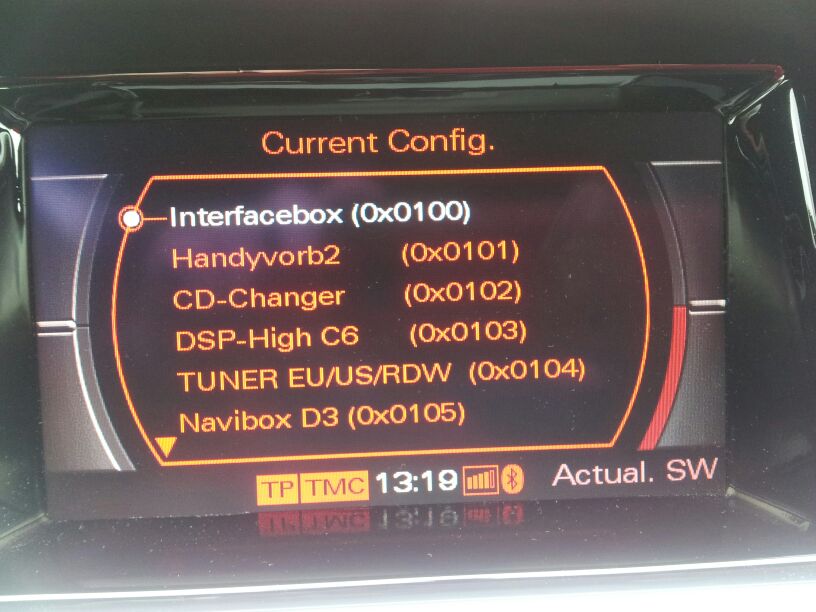 Current Config.
Interfacebox (0x0100)
Handyvorb2 (0x0101)
CD-Changer (0x0102)
DSP-High C6 (0x0103)
TUNER EU/US/RDW (0x0104)
Navibox D3 (0x0105)
TP TMC 13:19 Actual. SW